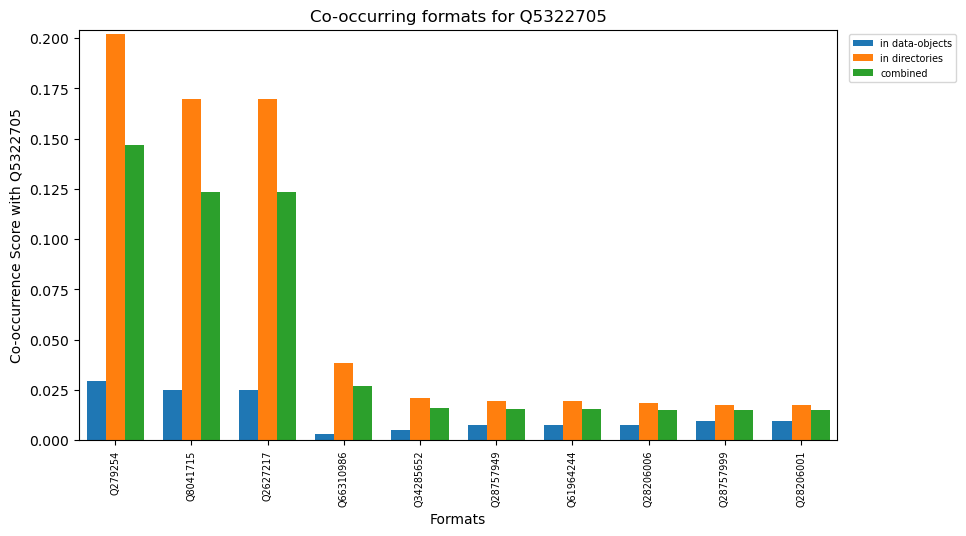 Co-occurring formats for Q5322705
Co-occurrence Score with Q5322705
0.200
0.175
0.150
0.125
0.100
0.075
0.050
0.025
0.000
Q279254
Q8041715
Q2627217
Q66310986
Q34285652
Q28757949
Q61964244
Q28206006
Q28757999
Q28206001
Formats
in data-objects
in directories
combined